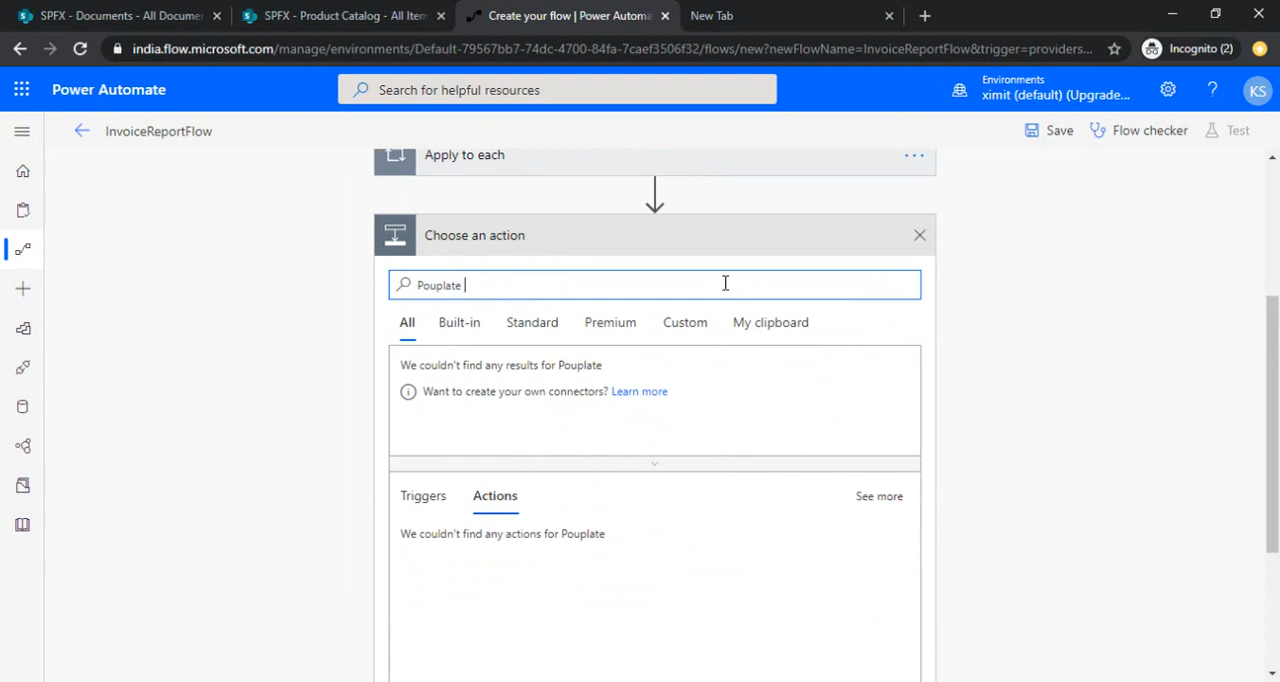 SPFX - Documents - All Docume
SPFX - Product Catalog - All Item
Create your flow | Power Automa
New Tab
india.flow.microsoft.com/manage/environments/Default-79567bb7-74dc-4700-84fa-7caef3506f32/flows/new?newFlowName=InvoiceReportFlow&trigger=providers...
Incognito (2)
Power Automate
Search for helpful resources
Environments
ximit (default) (Upgrade...
?
KS
InvoiceReportFlow
Save
Flow checker
Test
Apply to each
...
Choose an action
Pouplate
All
Built-in
Standard
Premium
Custom
My clipboard
We couldn't find any results for Pouplate
Want to create your own connectors? Learn more
Triggers
Actions
See more
We couldn't find any actions for Pouplate